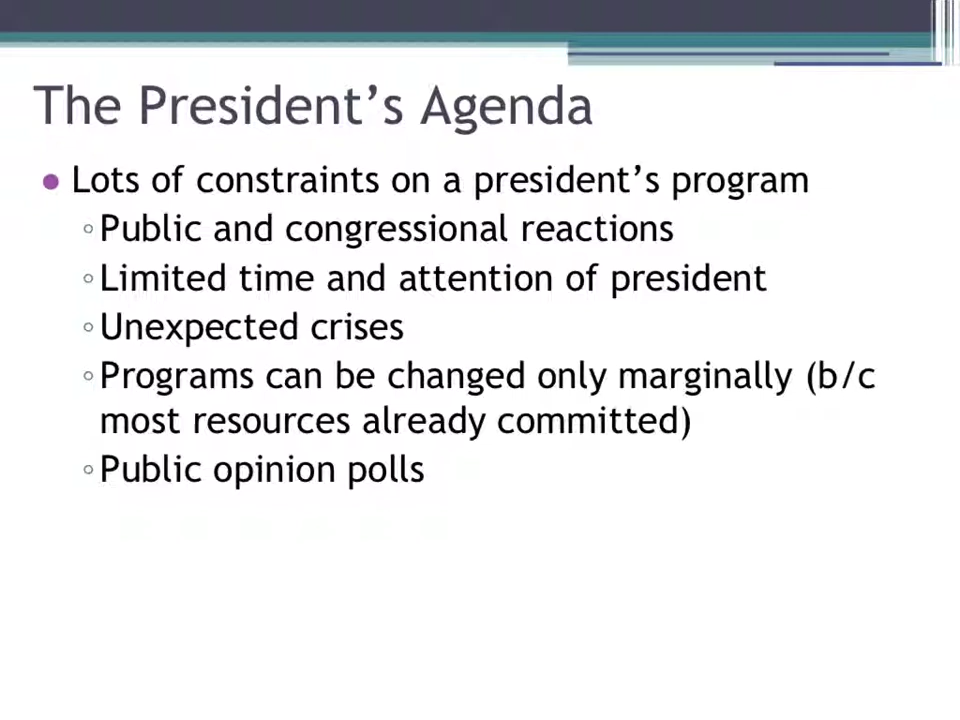 The President’s Agenda
● Lots of constraints on a president’s program
◦Public and congressional reactions
◦Limited time and attention of president
◦Unexpected crises
◦Programs can be changed only marginally (b/c
most resources already committed)
◦Public opinion polls